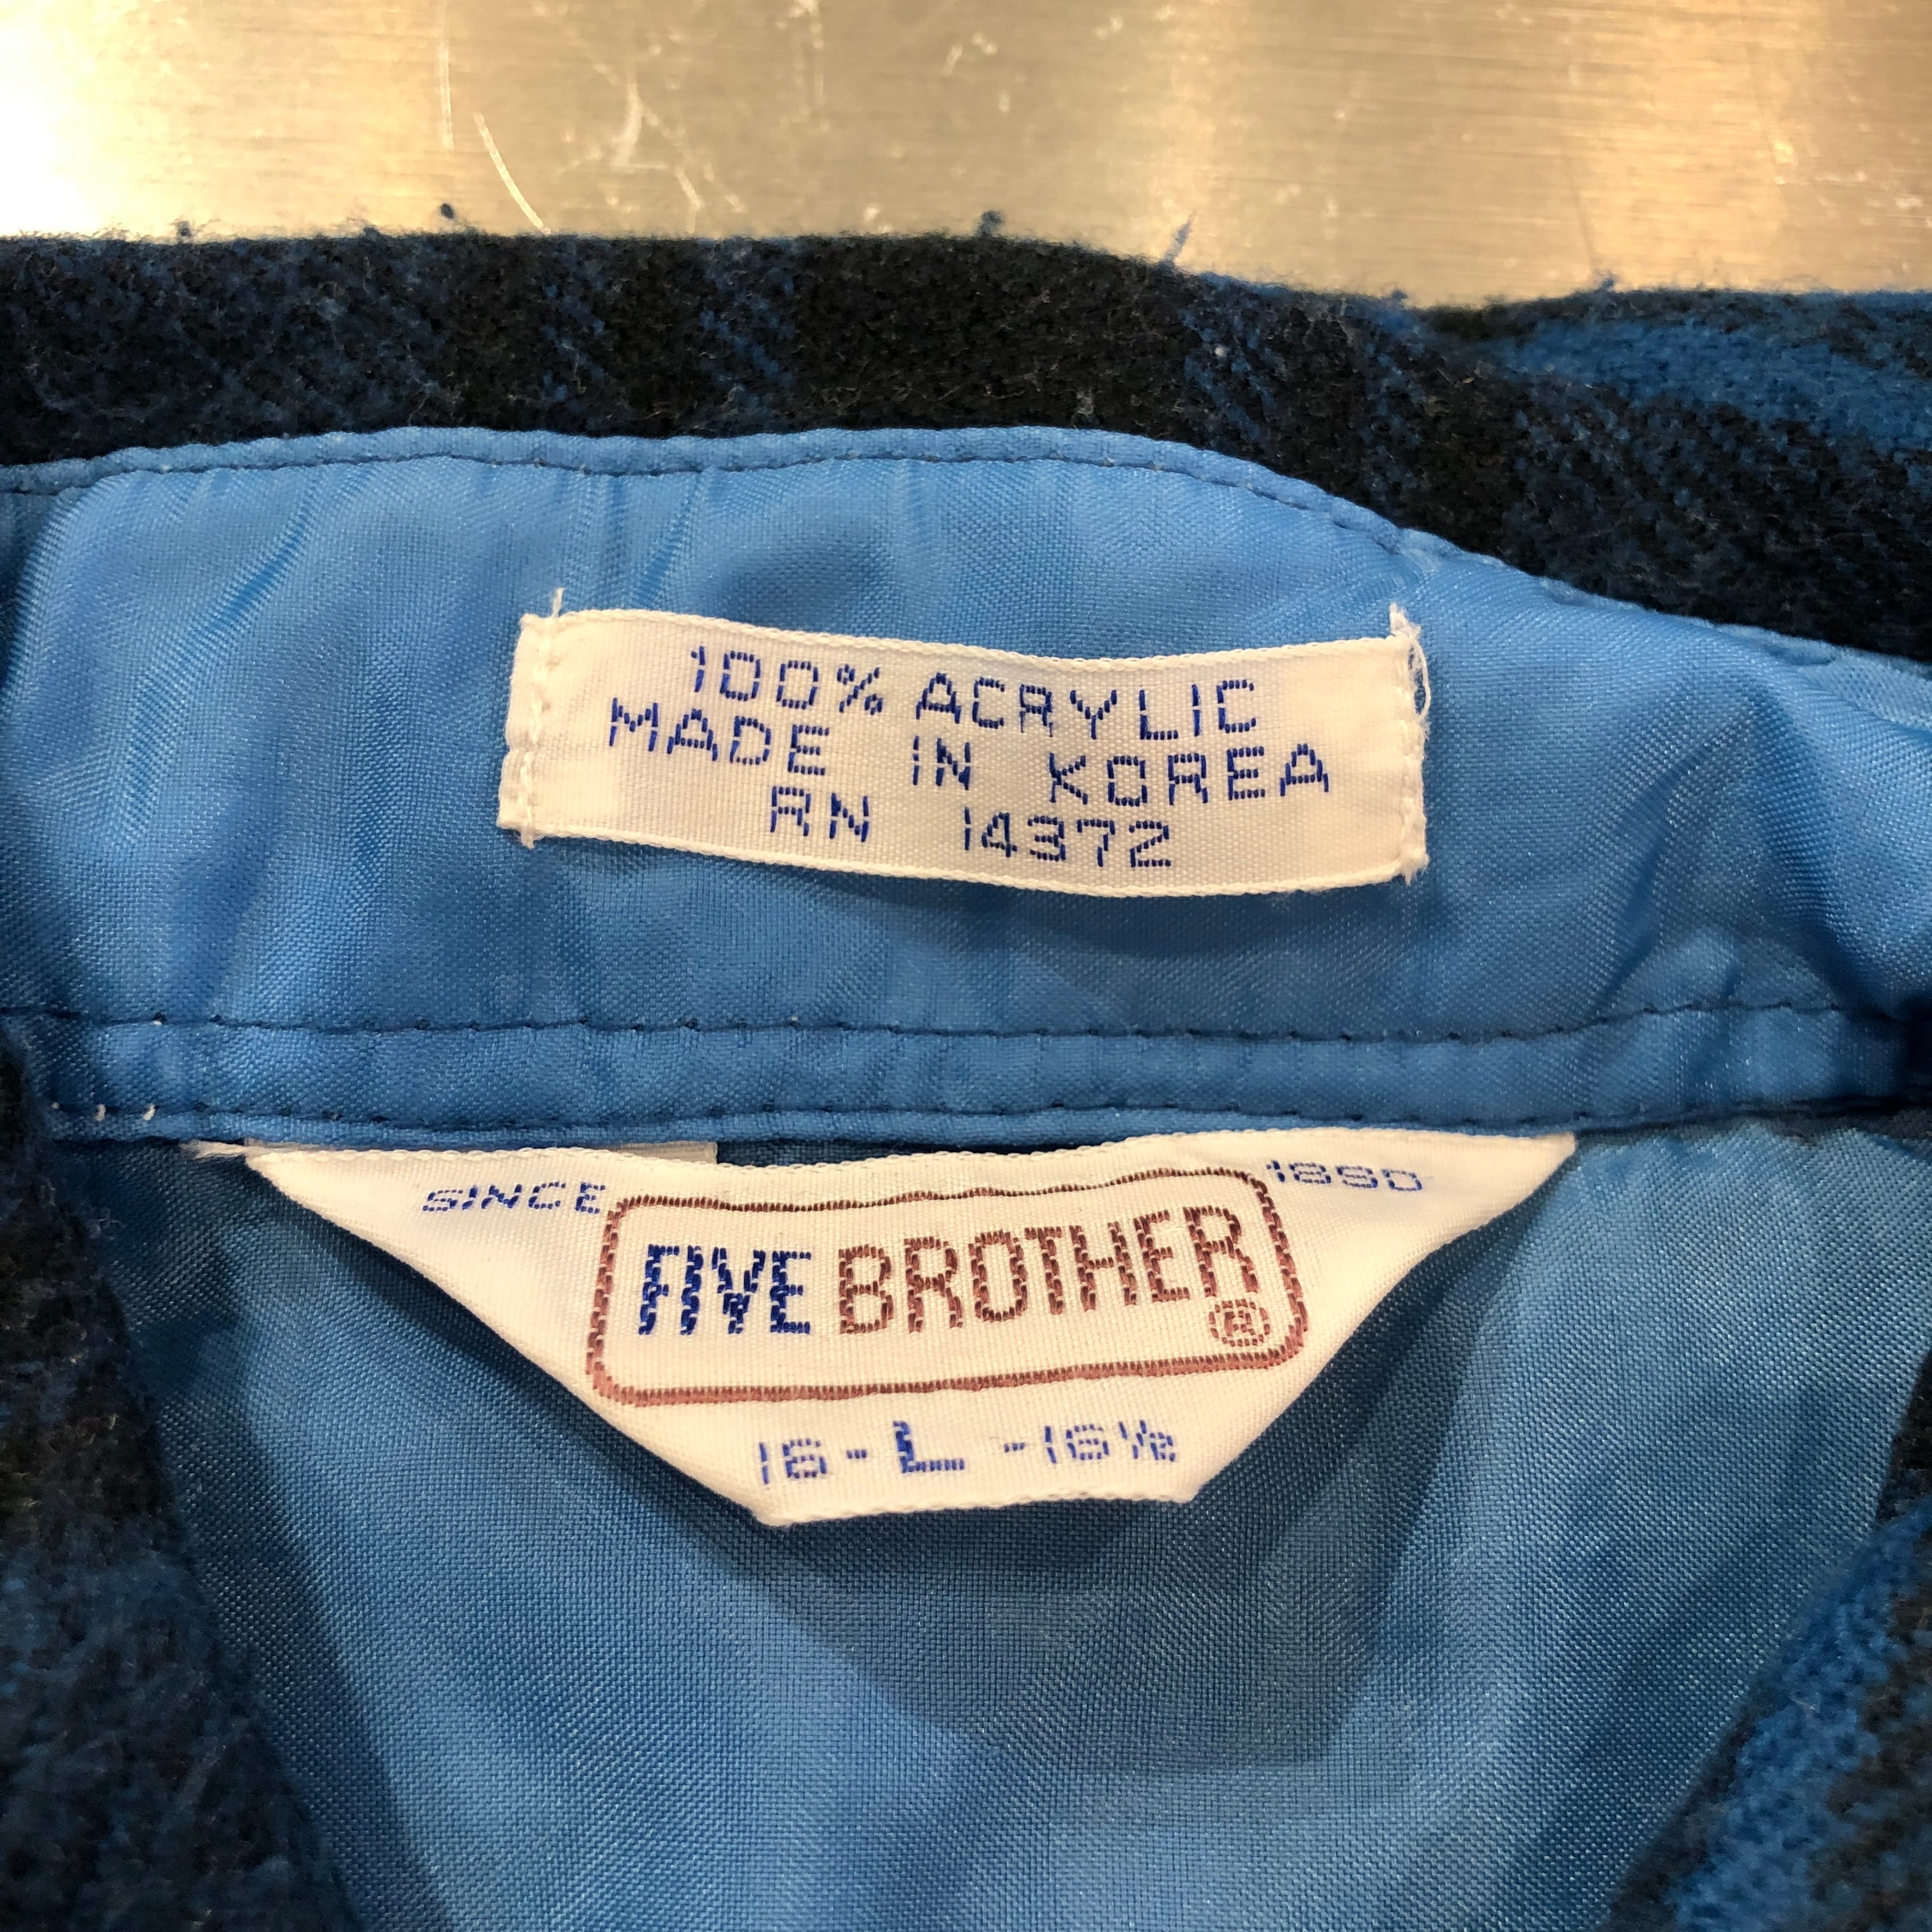 100% ACRYLIC
MADE IN KOREA
RN 14372
SINCE 1890
FIVE BROTHER ®
16-L-16½